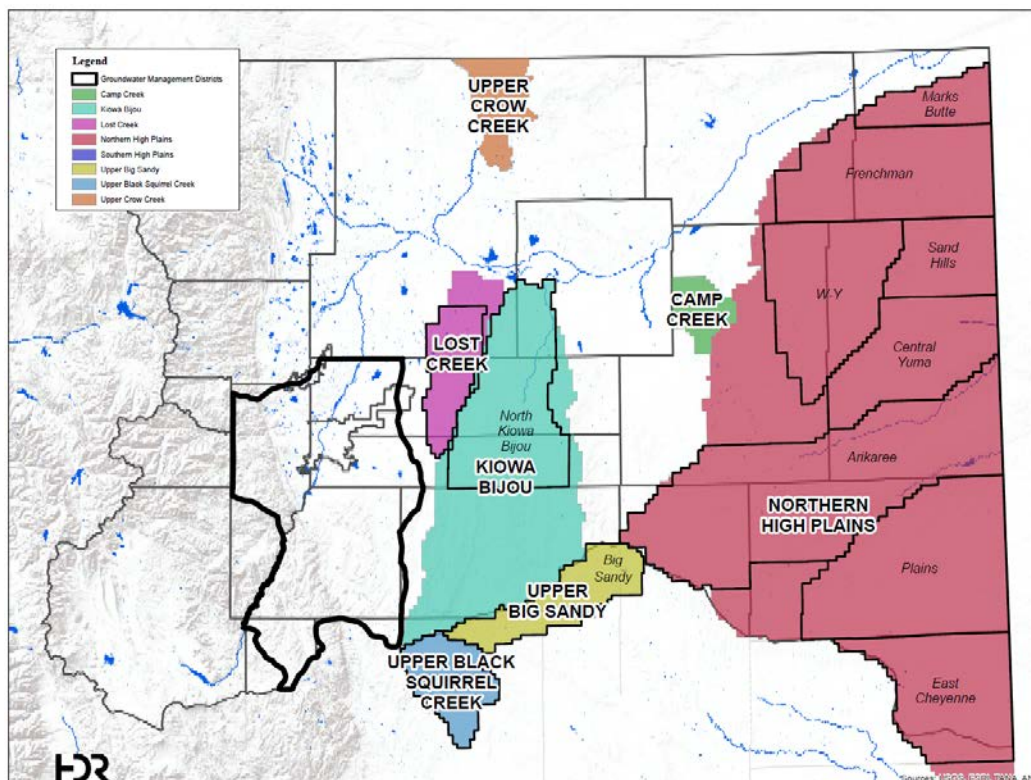 Legend
Groundwater Management Districts
Camp Creek
Kiowa Bijou
Lost Creek
Northern High Plains
Southern High Plains
Upper Big Sandy
Upper Black Squirrel Creek
Upper Crow Creek
UPPER
CROW
CREEK
Marks
Butte
Frenchman
Sand
Hills
W-Y
CAMP
CREEK
LOST
CREEK
Central
Yuma
North
Kiowa
Bijou
KIOWA
BIJOU
Arikaree
NORTHERN
HIGH PLAINS
Big
Sandy
Plains
UPPER
BIG SANDY
UPPER BLACK
SQUIRREL
CREEK
East
Cheyenne
HDR
Sources: